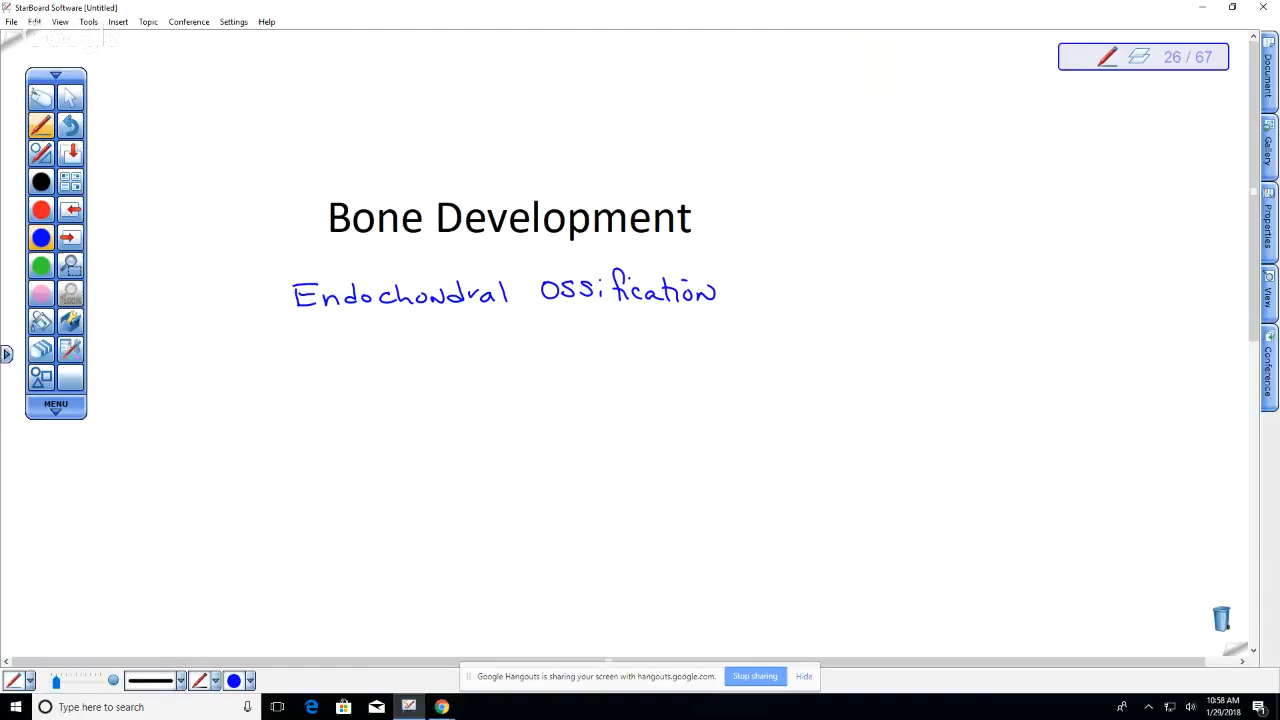 StarBoard Software [Untitled]
File Edit View Tools Insert Topic Conference Settings Help
26 / 67
Document
Gallery
Properties
View
Conference
Bone Development
Endochondral Ossification
MENU
Google Hangouts is sharing your screen with hangouts.google.com. Stop sharing Hide
Type here to search
10:58 AM
1/29/2018